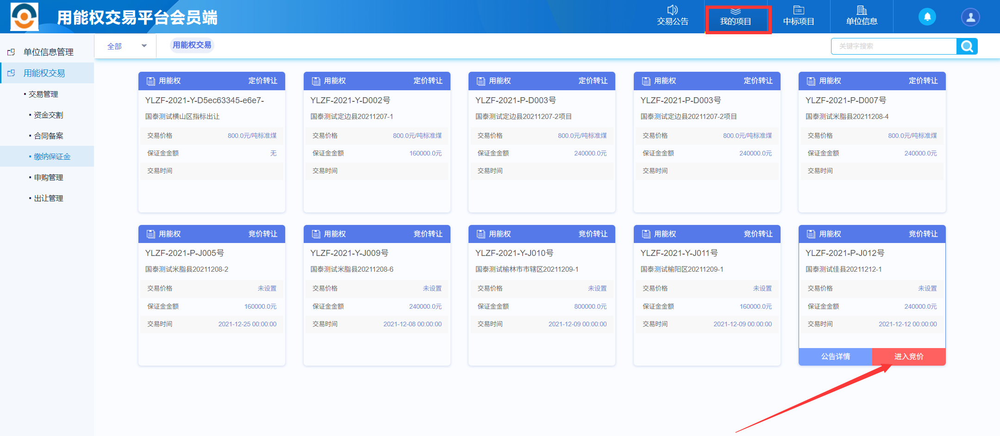 用能权交易平台会员端
交易公告
我的项目
中标项目
单位信息
全部
用能权交易
关键字搜索
单位信息管理
用能权交易
交易管理
资金交割
合同备案
缴纳保证金
申购管理
出让管理
用能权 定价转让
YLZF-2021-Y-D5ec63345-e6e7-
国泰测试横山区指标出让
交易价格 800.0元/吨标准煤
保证金金额 无
交易时间
用能权 定价转让
YLZF-2021-Y-D002号
国泰测试定边县20211207-1
交易价格 800.0元/吨标准煤
保证金金额 160000.0元
交易时间
用能权 定价转让
YLZF-2021-P-D003号
国泰测试定边县20211207-2项目
交易价格 800.0元/吨标准煤
保证金金额 240000.0元
交易时间
用能权 定价转让
YLZF-2021-P-D003号
国泰测试定边县20211207-2项目
交易价格 800.0元/吨标准煤
保证金金额 240000.0元
交易时间
用能权 定价转让
YLZF-2021-P-D007号
国泰测试米脂县20211208-4
交易价格 800.0元/吨标准煤
保证金金额 240000.0元
交易时间
用能权 竞价转让
YLZF-2021-P-J005号
国泰测试米脂县20211208-2
交易价格 未设置
保证金金额 160000.0元
交易时间 2021-12-25 00:00:00
用能权 竞价转让
YLZF-2021-Y-J009号
国泰测试米脂县20211208-6
交易价格 未设置
保证金金额 240000.0元
交易时间 2021-12-08 00:00:00
用能权 竞价转让
YLZF-2021-Y-J010号
国泰测试榆林市市辖区20211209-1
交易价格 未设置
保证金金额 800000.0元
交易时间 2021-12-09 00:00:00
用能权 竞价转让
YLZF-2021-Y-J011号
国泰测试榆阳区20211209-1
交易价格 未设置
保证金金额 160000.0元
交易时间 2021-12-09 00:00:00
用能权 竞价转让
YLZF-2021-P-J012号
国泰测试佳县20211212-1
交易价格 未设置
保证金金额 240000.0元
交易时间 2021-12-12 00:00:00
公告详情 进入竞价